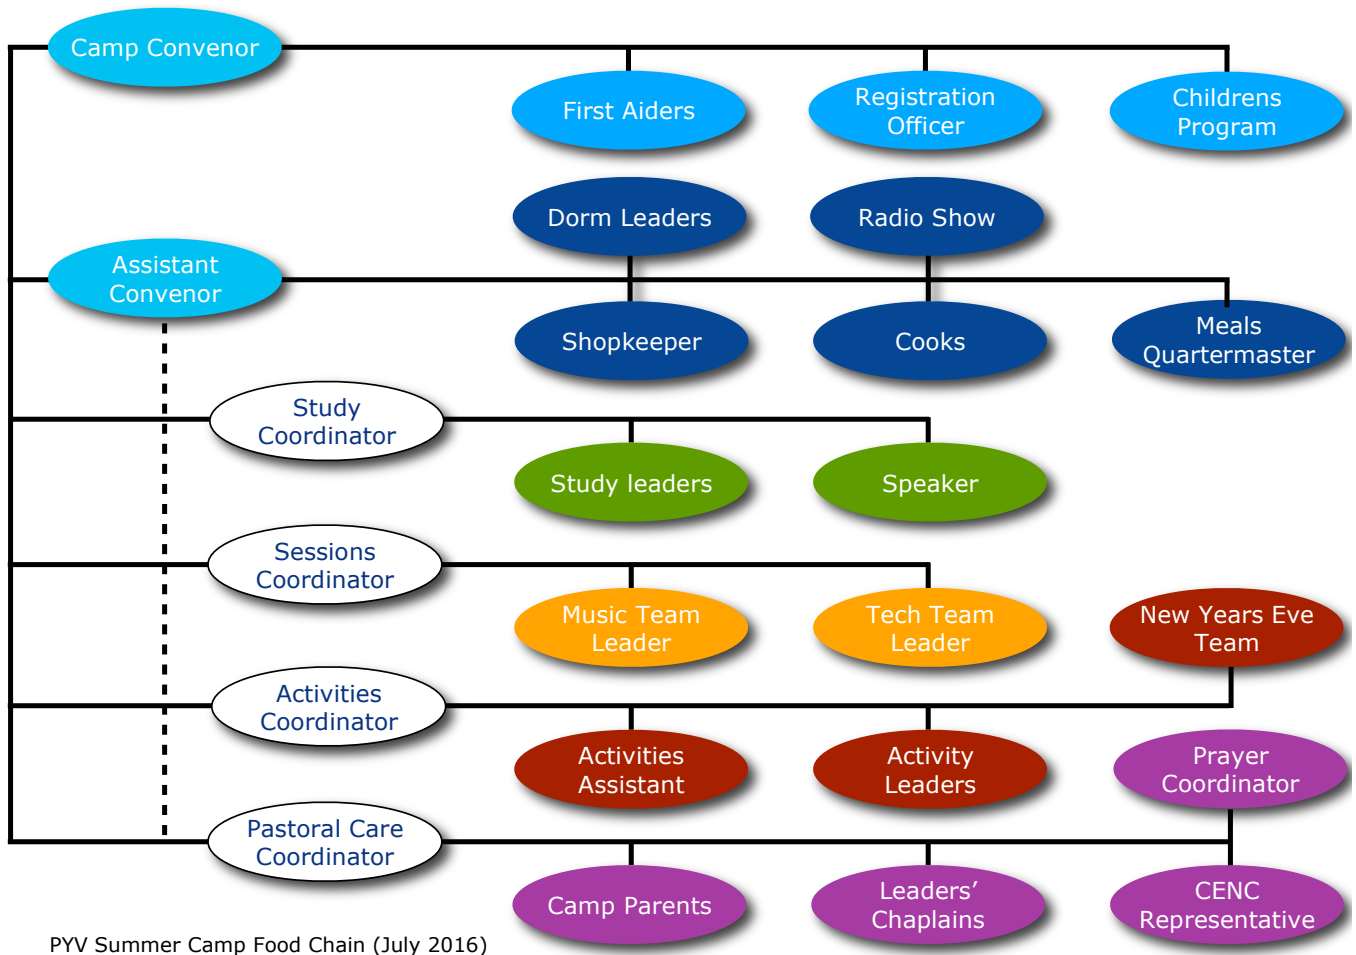 Camp Convenor
First Aiders
Registration
Officer
Childrens
Program
Dorm Leaders
Radio Show
Assistant
Convenor
Shopkeeper
Cooks
Meals
Quartermaster
Study
Coordinator
Study leaders
Speaker
Sessions
Coordinator
Music Team
Leader
Tech Team
Leader
New Years Eve
Team
Activities
Coordinator
Activities
Assistant
Activity
Leaders
Prayer
Coordinator
Pastoral Care
Coordinator
Camp Parents
Leaders’
Chaplains
CENC
Representative
PYV Summer Camp Food Chain (July 2016)